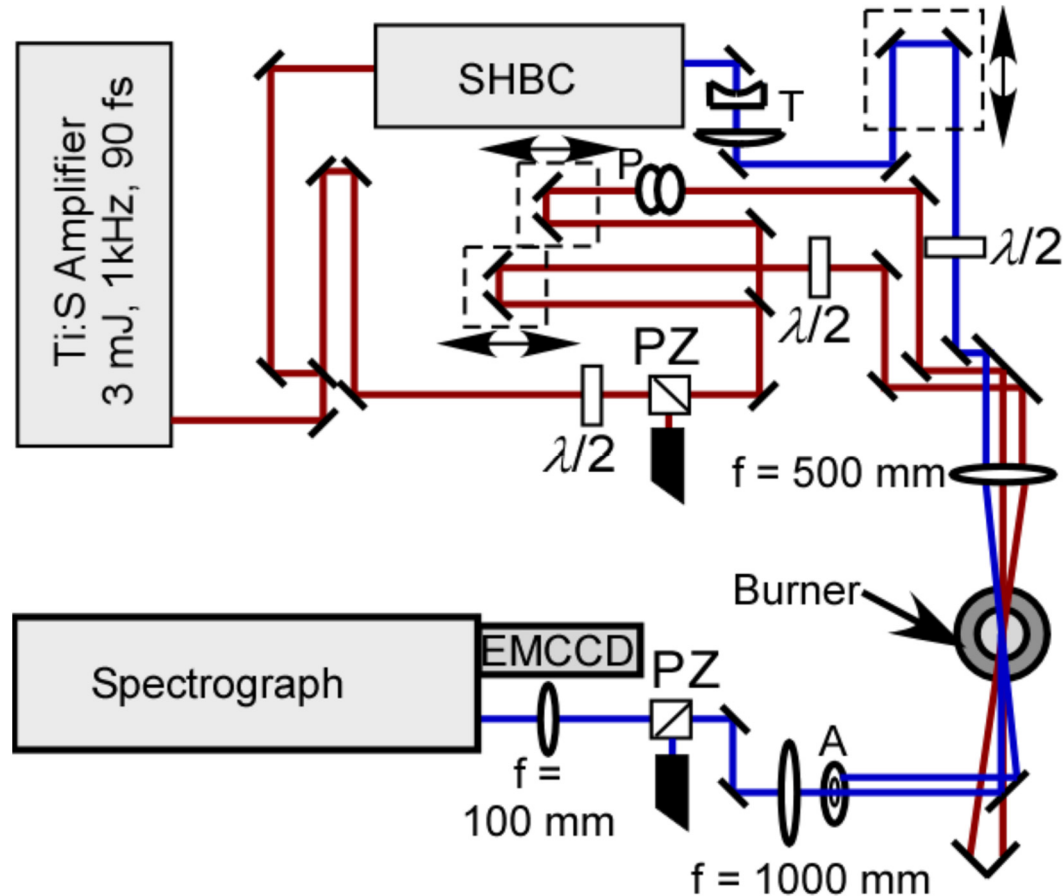 Ti:S Amplifier
3 mJ, 1kHz, 90 fs
SHBC
T
P
λ/2
λ/2
PZ
λ/2
f = 500 mm
Burner
EMCCD
Spectrograph
PZ
A
f =
100 mm
f = 1000 mm